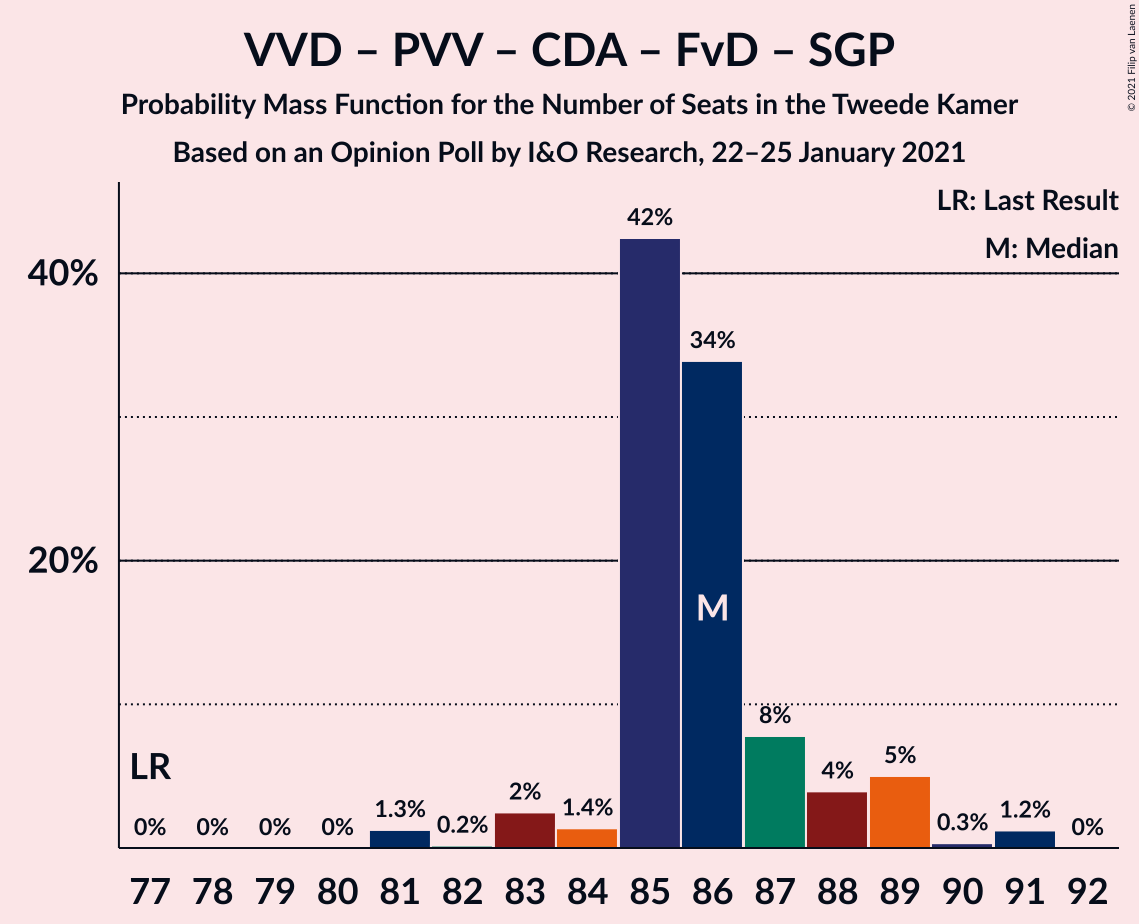 VVD – PVV – CDA – FvD – SGP
Probability Mass Function for the Number of Seats in the Tweede Kamer
Based on an Opinion Poll by I&O Research, 22–25 January 2021
© 2021 Filip van Laenen
LR: Last Result
M: Median
40%
20%
42%
34%
M
8%
LR
0%
0%
0%
0%
1.3%
0.2%
2%
1.4%
4%
5%
0.3%
1.2%
0%
77 78 79 80 81 82 83 84 85 86 87 88 89 90 91 92